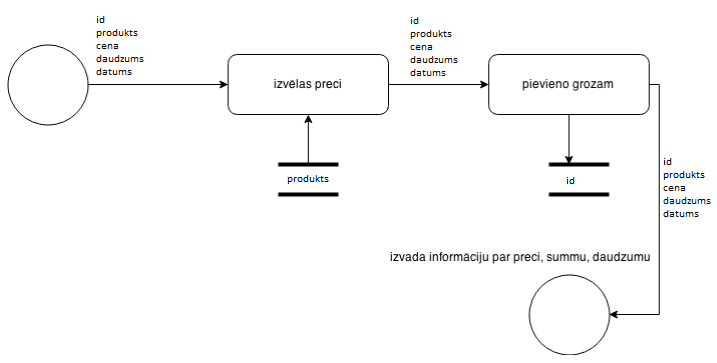 id
produkts
cena
daudzums
datums
izvēlas preci
id
produkts
cena
daudzums
datums
pievieno grozam
produkts
id
id
produkts
cena
daudzums
datums
izvada informāciju par preci, summu, daudzumu